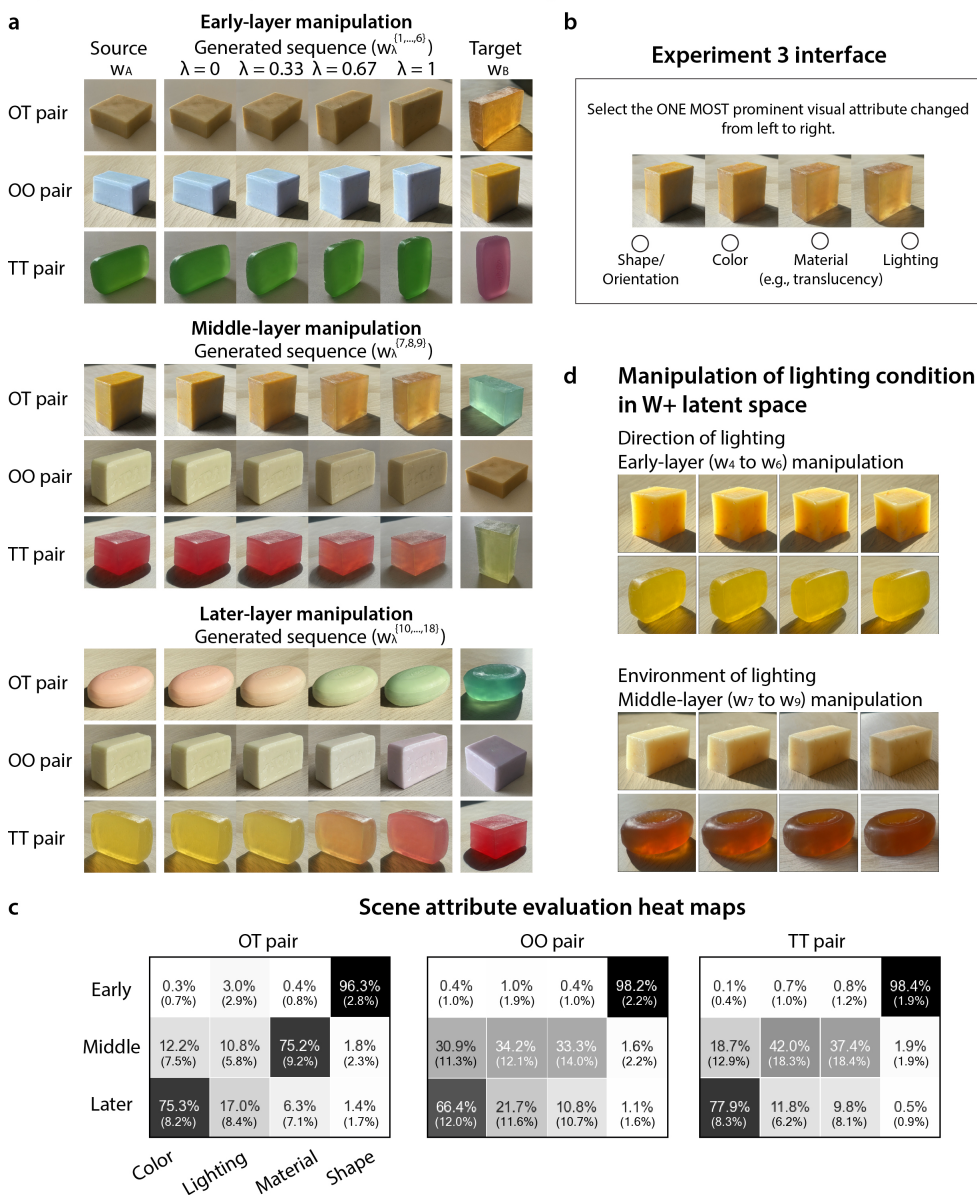 a
Early-layer manipulation
Source
Generated sequence (wλ{1,...,6})
Target
wA
λ = 0
λ = 0.33
λ = 0.67
λ = 1
wB
OT pair
OO pair
TT pair
Middle-layer manipulation
Generated sequence (wλ{7,8,9})
OT pair
OO pair
TT pair
Later-layer manipulation
Generated sequence (wλ{10,...,18})
OT pair
OO pair
TT pair
b
Experiment 3 interface
Select the ONE MOST prominent visual attribute changed
from left to right.
Shape/
Orientation
Color
Material
(e.g., translucency)
Lighting
d
Manipulation of lighting condition
in W+ latent space
Direction of lighting
Early-layer (w4 to w6) manipulation
Environment of lighting
Middle-layer (w7 to w9) manipulation
c
Scene attribute evaluation heat maps
OT pair
OO pair
TT pair
Early
0.3% 3.0% 0.4% 96.3%
(0.7%) (2.9%) (0.8%) (2.8%)
0.4% 1.0% 0.4% 98.2%
(1.0%) (1.9%) (1.0%) (2.2%)
0.1% 0.7% 0.8% 98.4%
(0.4%) (1.0%) (1.2%) (1.9%)
Middle
12.2% 10.8% 75.2% 1.8%
(7.5%) (5.8%) (9.2%) (2.3%)
30.9% 34.2% 33.3% 1.6%
(11.3%) (12.1%) (14.0%) (2.2%)
18.7% 42.0% 37.4% 1.9%
(12.9%) (18.3%) (18.4%) (1.9%)
Later
75.3% 17.0% 6.3% 1.4%
(8.2%) (8.4%) (7.1%) (1.7%)
66.4% 21.7% 10.8% 1.1%
(12.0%) (11.6%) (10.7%) (1.6%)
77.9% 11.8% 9.8% 0.5%
(8.3%) (6.2%) (8.1%) (0.9%)
Color
Lighting
Material
Shape